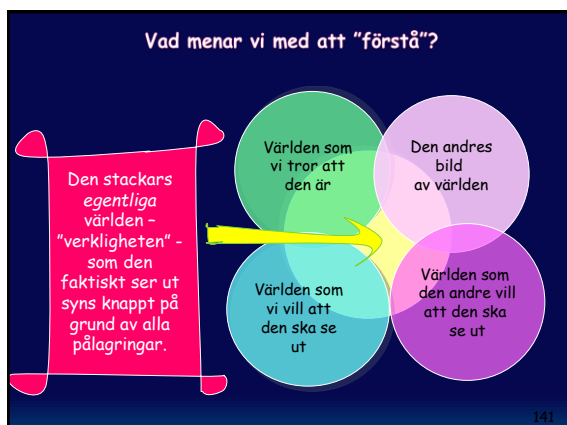 Vad menar vi med att ”förstå”?
Den stackars
egentliga
världen –
”verkligheten” -
som den
faktiskt ser ut
syns knappt på
grund av alla
pålagringar.
Världen som
vi tror att
den är
Den andres
bild
av världen
Världen som
vi vill att
den ska se
ut
Världen som
den andre vill
att den ska
se ut
141